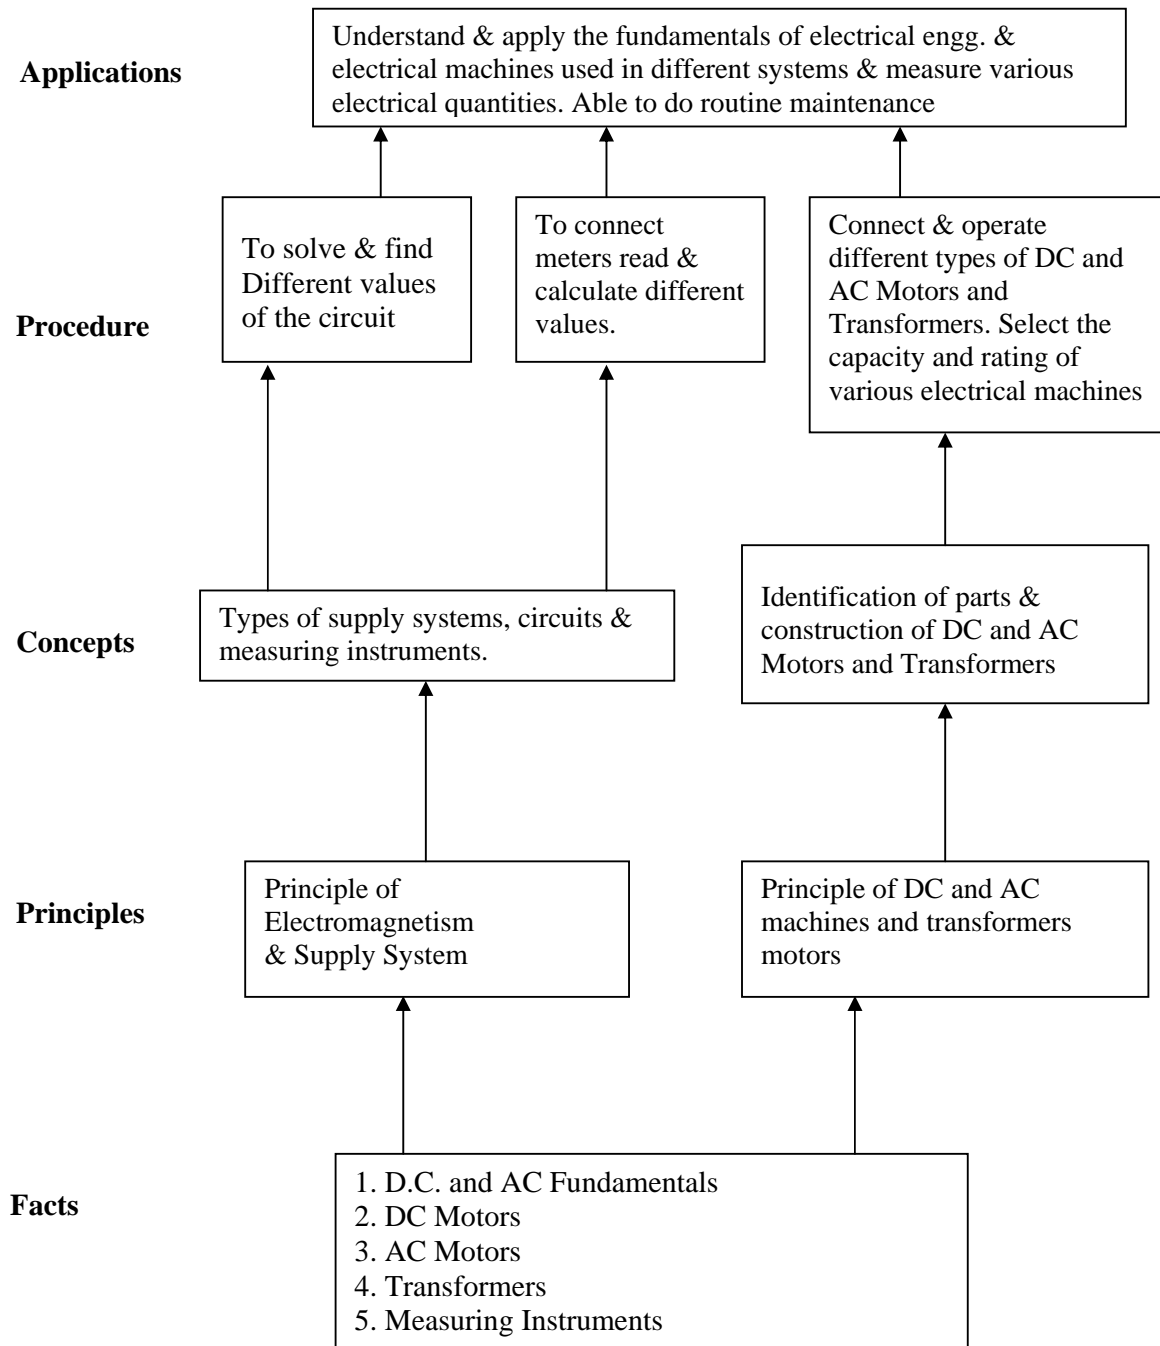 Applications
Understand & apply the fundamentals of electrical engg. &
electrical machines used in different systems & measure various
electrical quantities. Able to do routine maintenance
Procedure
To solve & find
Different values
of the circuit
To connect
meters read &
calculate different
values.
Connect & operate
different types of DC and
AC Motors and
Transformers. Select the
capacity and rating of
various electrical machines
Concepts
Types of supply systems, circuits &
measuring instruments.
Identification of parts &
construction of DC and AC
Motors and Transformers
Principles
Principle of
Electromagnetism
& Supply System
Principle of DC and AC
machines and transformers
motors
Facts
1. D.C. and AC Fundamentals
2. DC Motors
3. AC Motors
4. Transformers
5. Measuring Instruments